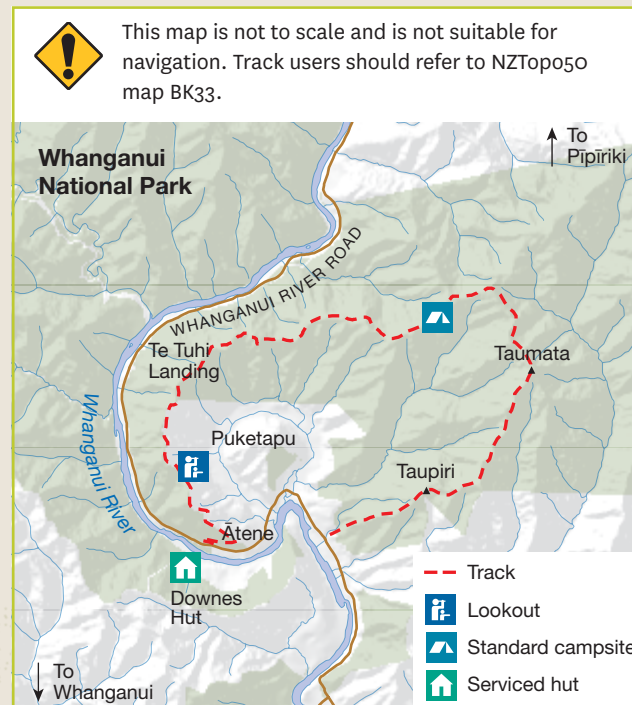 This map is not to scale and is not suitable for
navigation. Track users should refer to NZTopo50
map BK33.
Whanganui
National Park
To
Pīpīriki
WHANGANUI RIVER ROAD
Te Tuhi
Landing
Taumata
Whanganui River
Puketapu
Taupiri
Ātene
Downes
Hut
To
Whanganui
Track
Lookout
Standard campsite
Serviced hut